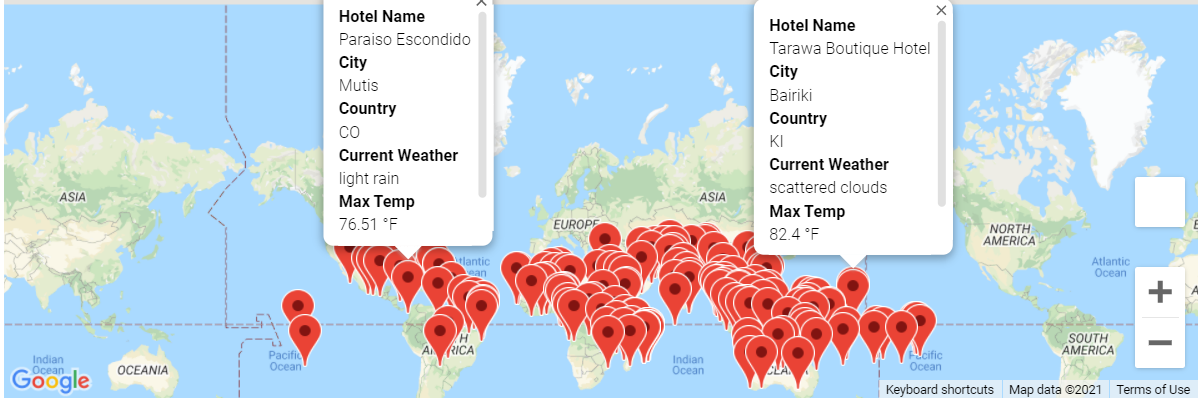 Hotel Name
Paraiso Escondido
City
Mutis
Country
CO
Current Weather
light rain
Max Temp
76.51 °F
Hotel Name
Tarawa Boutique Hotel
City
Bairiki
Country
KI
Current Weather
scattered clouds
Max Temp
82.4 °F
ASIA
EUROPE
ASIA
NORTH
AMERICA
Atlantic
Ocean
Indian
Ocean
OCEANIA
Pacific
Ocean
Indian
Ocean
Pacific
Ocean
SOUTH
AMERICA
Google
Keyboard shortcuts
Map data ©2021
Terms of Use